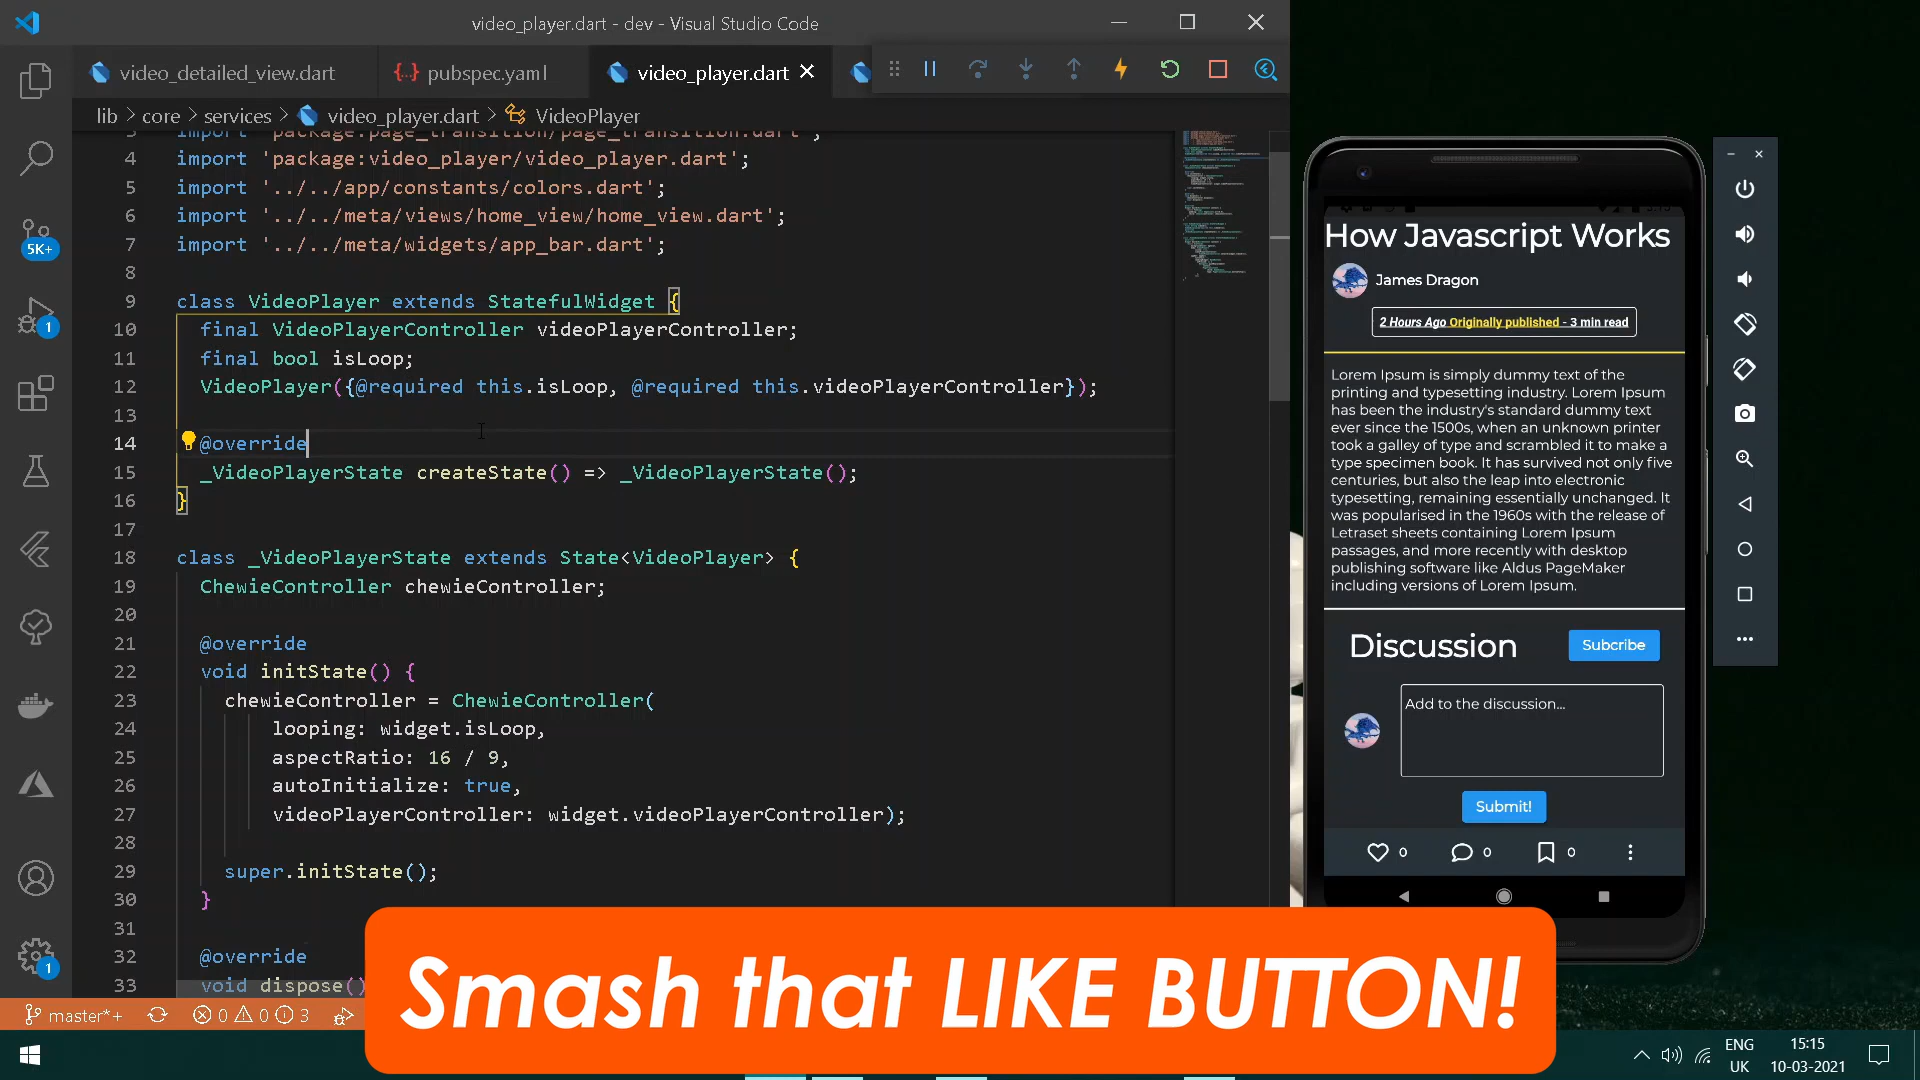 video_player.dart - dev - Visual Studio Code
video_detailed_view.dart
pubspec.yaml
video_player.dart
lib > core > services > video_player.dart > VideoPlayer
3 import 'package:page_transition/page_transition.dart';
4 import 'package:video_player/video_player.dart';
5 import '../../app/constants/colors.dart';
6 import '../../meta/views/home_view/home_view.dart';
7 import '../../meta/widgets/app_bar.dart';
8
9 class VideoPlayer extends StatefulWidget {
10 final VideoPlayerController videoPlayerController;
11 final bool isLoop;
12 VideoPlayer({@required this.isLoop, @required this.videoPlayerController});
13
14 @override
15 _VideoPlayerState createState() => _VideoPlayerState();
16 }
17
18 class _VideoPlayerState extends State<VideoPlayer> {
19 ChewieController chewieController;
20
21 @override
22 void initState() {
23 chewieController = ChewieController(
24 looping: widget.isLoop,
25 aspectRatio: 16 / 9,
26 autoInitialize: true,
27 videoPlayerController: widget.videoPlayerController);
28
29 super.initState();
30 }
31
32 @override
33 void dispose()
5K+
1
1
master*+
0 0 3
How Javascript Works
James Dragon
2 Hours Ago Originally published - 3 min read
Lorem Ipsum is simply dummy text of the
printing and typesetting industry. Lorem Ipsum
has been the industry's standard dummy text
ever since the 1500s, when an unknown printer
took a galley of type and scrambled it to make a
type specimen book. It has survived not only five
centuries, but also the leap into electronic
typesetting, remaining essentially unchanged. It
was popularised in the 1960s with the release of
Letraset sheets containing Lorem Ipsum
passages, and more recently with desktop
publishing software like Aldus PageMaker
including versions of Lorem Ipsum.
Discussion
Subcribe
Add to the discussion...
Submit!
0 0 0
Smash that LIKE BUTTON!
ENG
UK
15:15
10-03-2021